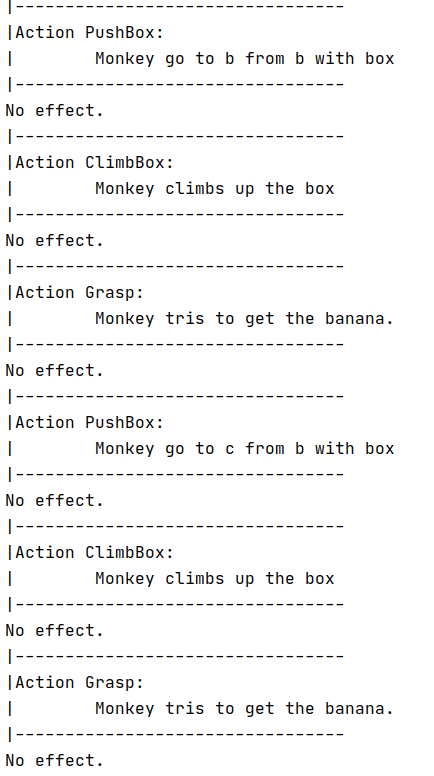 |---------------------------------
|Action PushBox:
|        Monkey go to b from b with box
|---------------------------------
No effect.
|---------------------------------
|Action ClimbBox:
|        Monkey climbs up the box
|---------------------------------
No effect.
|---------------------------------
|Action Grasp:
|        Monkey tris to get the banana.
|---------------------------------
No effect.
|---------------------------------
|Action PushBox:
|        Monkey go to c from b with box
|---------------------------------
No effect.
|---------------------------------
|Action ClimbBox:
|        Monkey climbs up the box
|---------------------------------
No effect.
|---------------------------------
|Action Grasp:
|        Monkey tris to get the banana.
|---------------------------------
No effect.